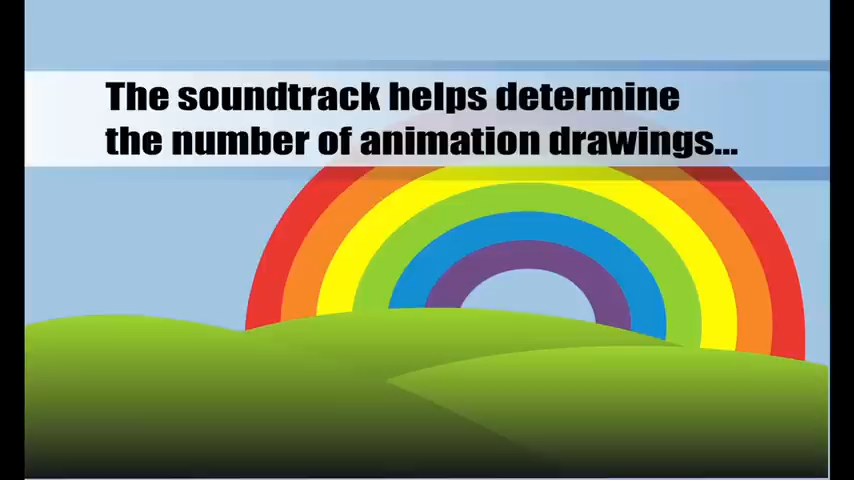 The soundtrack helps determine
the number of animation drawings...